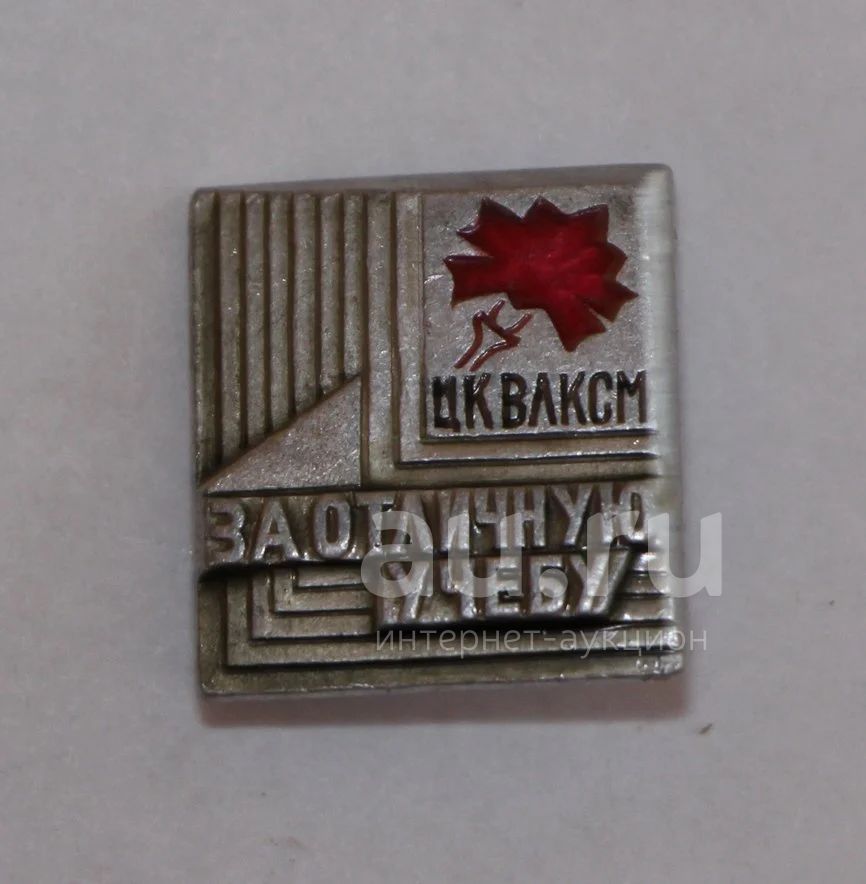 ЦК ВЛКСМ
ЗА ОТЛИЧНУЮ
УЧЕБУ
au.ru
интернет-аукцион